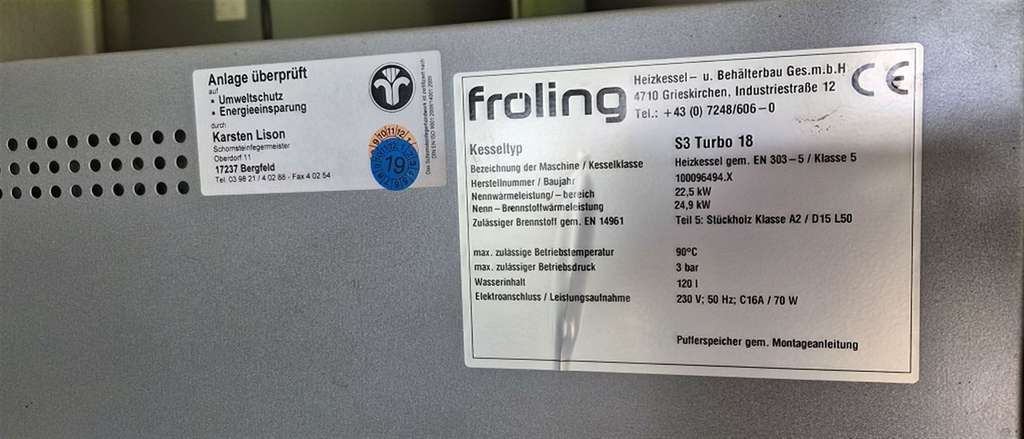 Anlage überprüft
auf
• Umweltschutz
• Energieeinsparung
durch
Karsten Lison
Schornsteinfegermeister
Oberdorf 11
17237 Bergfeld
Tel. 03 98 21 / 4 02 88 - Fax 4 02 54
19
fröling
Heizkessel- u. Behälterbau Ges.m.b.H
4710 Grieskirchen, Industriestraße 12
Tel.: +43 (0) 7248/606-0
CE
Kesseltyp S3 Turbo 18
Bezeichnung der Maschine / Kesselklasse Heizkessel gem. EN 303-5 / Klasse 5
Herstellnummer / Baujahr 100096494.X
Nennwärmeleistung/-bereich 22,5 kW
Nenn-Brennstoffwärmeleistung 24,9 kW
Zulässiger Brennstoff gem. EN 14961 Teil 5: Stückholz Klasse A2 / D15 L50
max. zulässige Betriebstemperatur 90°C
max. zulässiger Betriebsdruck 3 bar
Wasserinhalt 120 l
Elektroanschluss / Leistungsaufnahme 230 V; 50 Hz; C16A / 70 W
Pufferspeicher gem. Montageanleitung